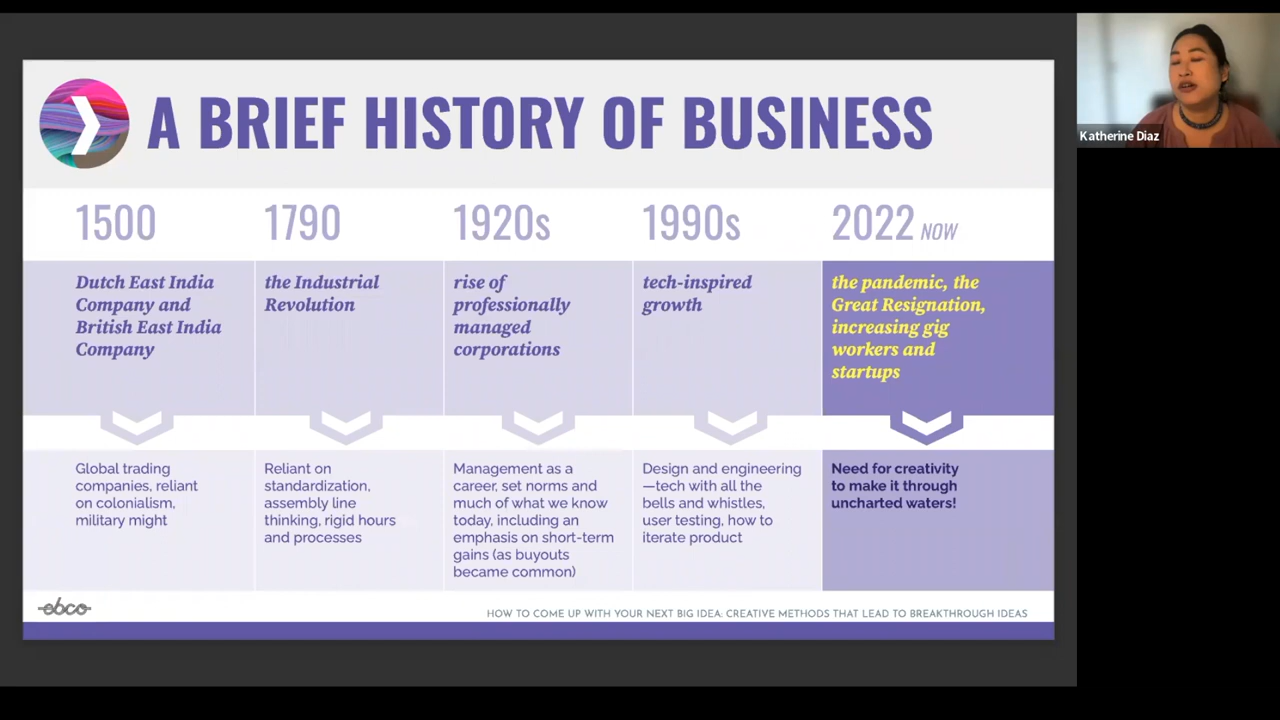 A BRIEF HISTORY OF BUSINESS
Katherine Diaz
1500
Dutch East India
Company and
British East India
Company
Global trading
companies, reliant
on colonialism,
military might
1790
the Industrial
Revolution
Reliant on
standardization,
assembly line
thinking, rigid hours
and processes
1920s
rise of
professionally
managed
corporations
Management as a
career, set norms and
much of what we know
today, including an
emphasis on short-term
gains (as buyouts
became common)
1990s
tech-inspired
growth
Design and engineering
—tech with all the
bells and whistles,
user testing, how to
iterate product
2022 NOW
the pandemic, the
Great Resignation,
increasing gig
workers and
startups
Need for creativity
to make it through
uncharted waters!
ebco
HOW TO COME UP WITH YOUR NEXT BIG IDEA: CREATIVE METHODS THAT LEAD TO BREAKTHROUGH IDEAS